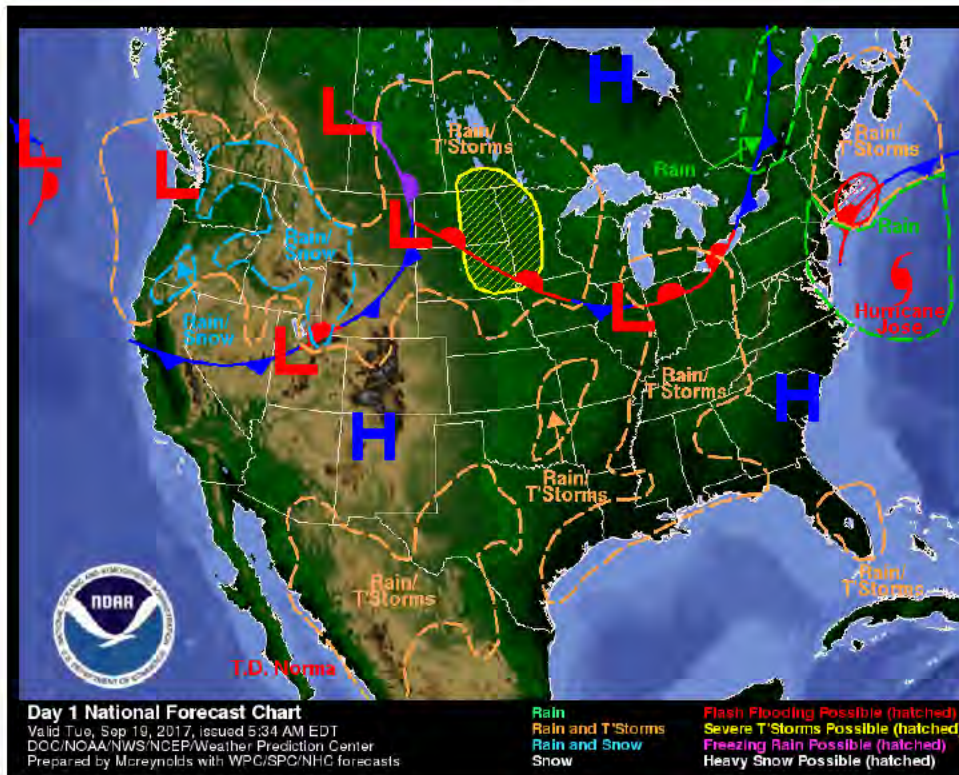 L
H
L
L
Rain/
T'Storms
Rain
Rain/
T'Storms
L
Rain/
Snow
Rain
Hurricane
Jose
Rain/
Snow
L
L
Rain/
T'Storms
H
H
Rain/
T'Storms
Rain/
T'Storms
Rain/
T'Storms
NOAA
T.D. Norma
Day 1 National Forecast Chart
Valid Tue, Sep 19, 2017, issued 5:34 AM EDT
DOC/NOAA/NWS/NCEP/Weather Prediction Center
Prepared by Mcreynolds with WPC/SPC/NHC forecasts
Rain
Rain and T'Storms
Rain and Snow
Snow
Flash Flooding Possible (hatched)
Severe T'Storms Possible (hatched)
Freezing Rain Possible (hatched)
Heavy Snow Possible (hatched)